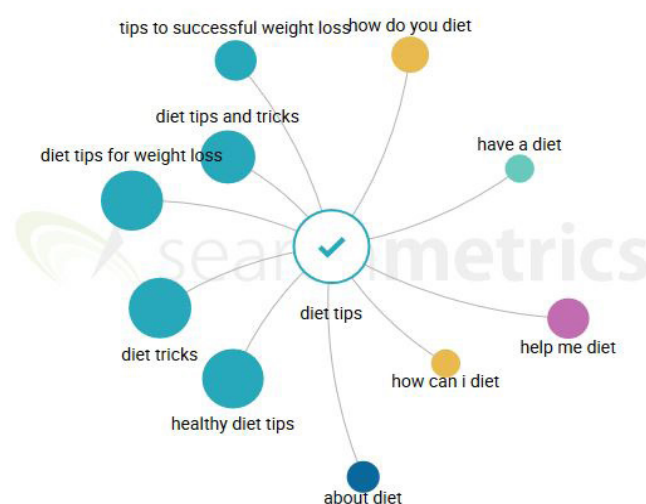 tips to successful weight loss
how do you diet
diet tips and tricks
have a diet
diet tips for weight loss
searchmetrics
diet tips
help me diet
diet tricks
how can i diet
healthy diet tips
about diet